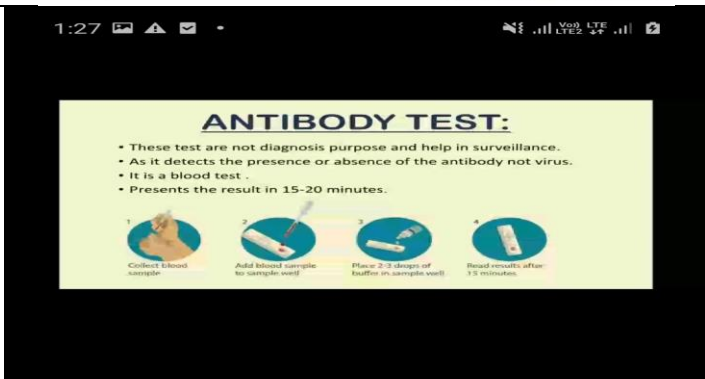 1:27
Vo)) LTE
LTE2
ANTIBODY TEST:
• These test are not diagnosis purpose and help in surveillance.
• As it detects the presence or absence of the antibody not virus.
• It is a blood test .
• Presents the result in 15-20 minutes.
1
Collect blood
sample
2
Add blood sample
to sample well
3
Place 2-3 drops of
buffer in sample well
4
Read results after
15 minutes